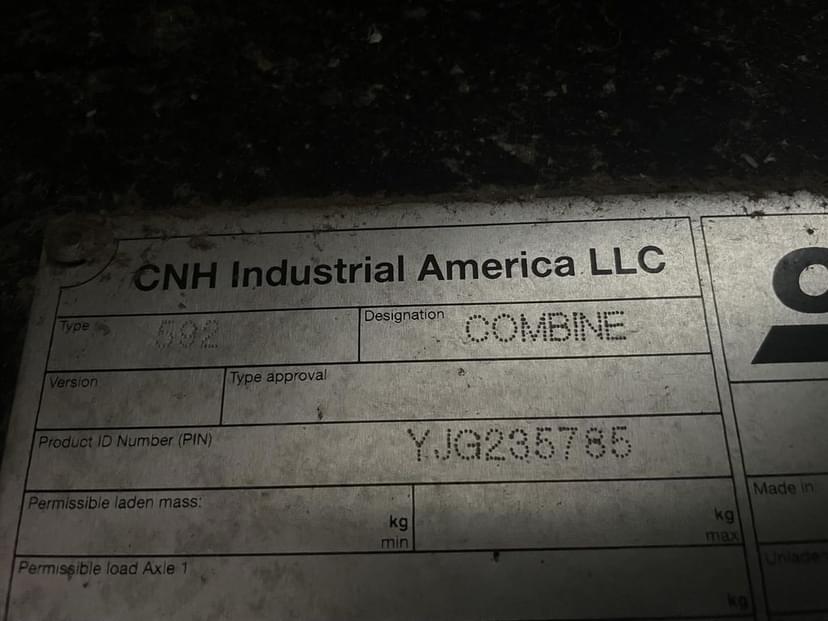 CNH Industrial America LLC
Type 592 Designation COMBINE
Version Type approval
Product ID Number (PIN) YJG235785
Permissible laden mass: kg min kg max
Made in:
Permissible load Axle 1 kg